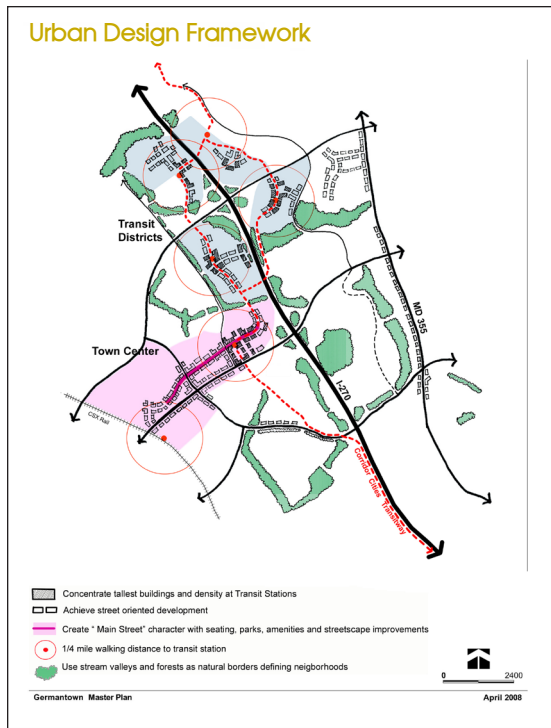 Urban Design Framework
Transit
Districts
Town Center
MD 355
I-270
CSX Rail
Corridor Cities Transitway
Concentrate tallest buildings and density at Transit Stations
Achieve street oriented development
Create “ Main Street” character with seating, parks, amenities and streetscape improvements
1/4 mile walking distance to transit station
Use stream valleys and forests as natural borders defining neigborhoods
0 2400
Germantown Master Plan
April 2008